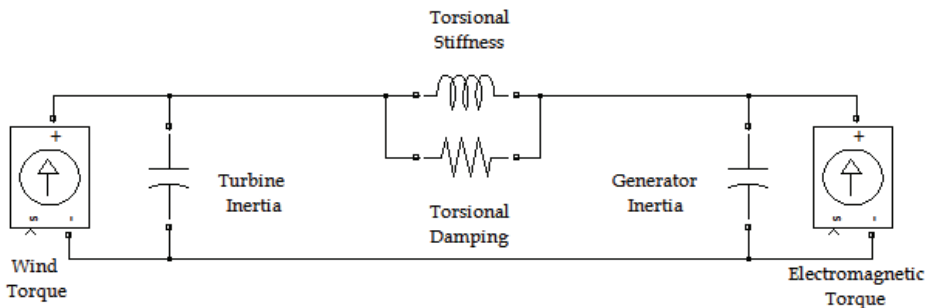 Torsional
Stiffness
+
+
Turbine
Inertia
Generator
Inertia
s
-
s
-
Torsional
Damping
Wind
Torque
Electromagnetic
Torque